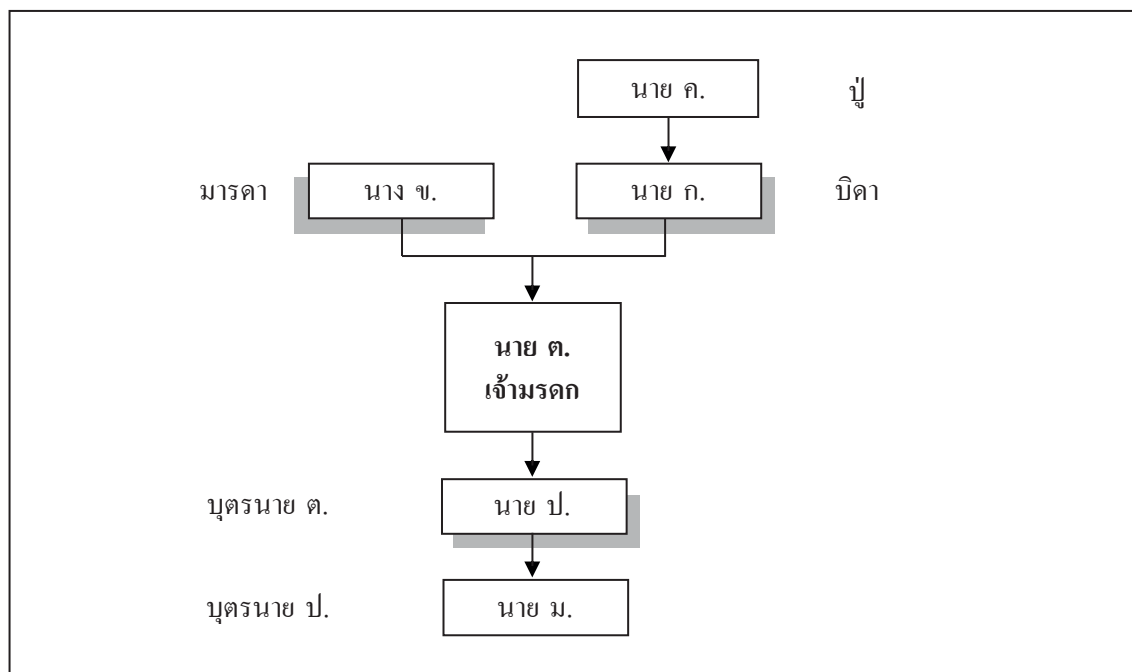 นาย ค. ปู่
มารดา นาง ข. นาย ก. บิดา
นาย ต.
เจ้ามรดก
บุตรนาย ต. นาย ป.
บุตรนาย ป. นาย ม.